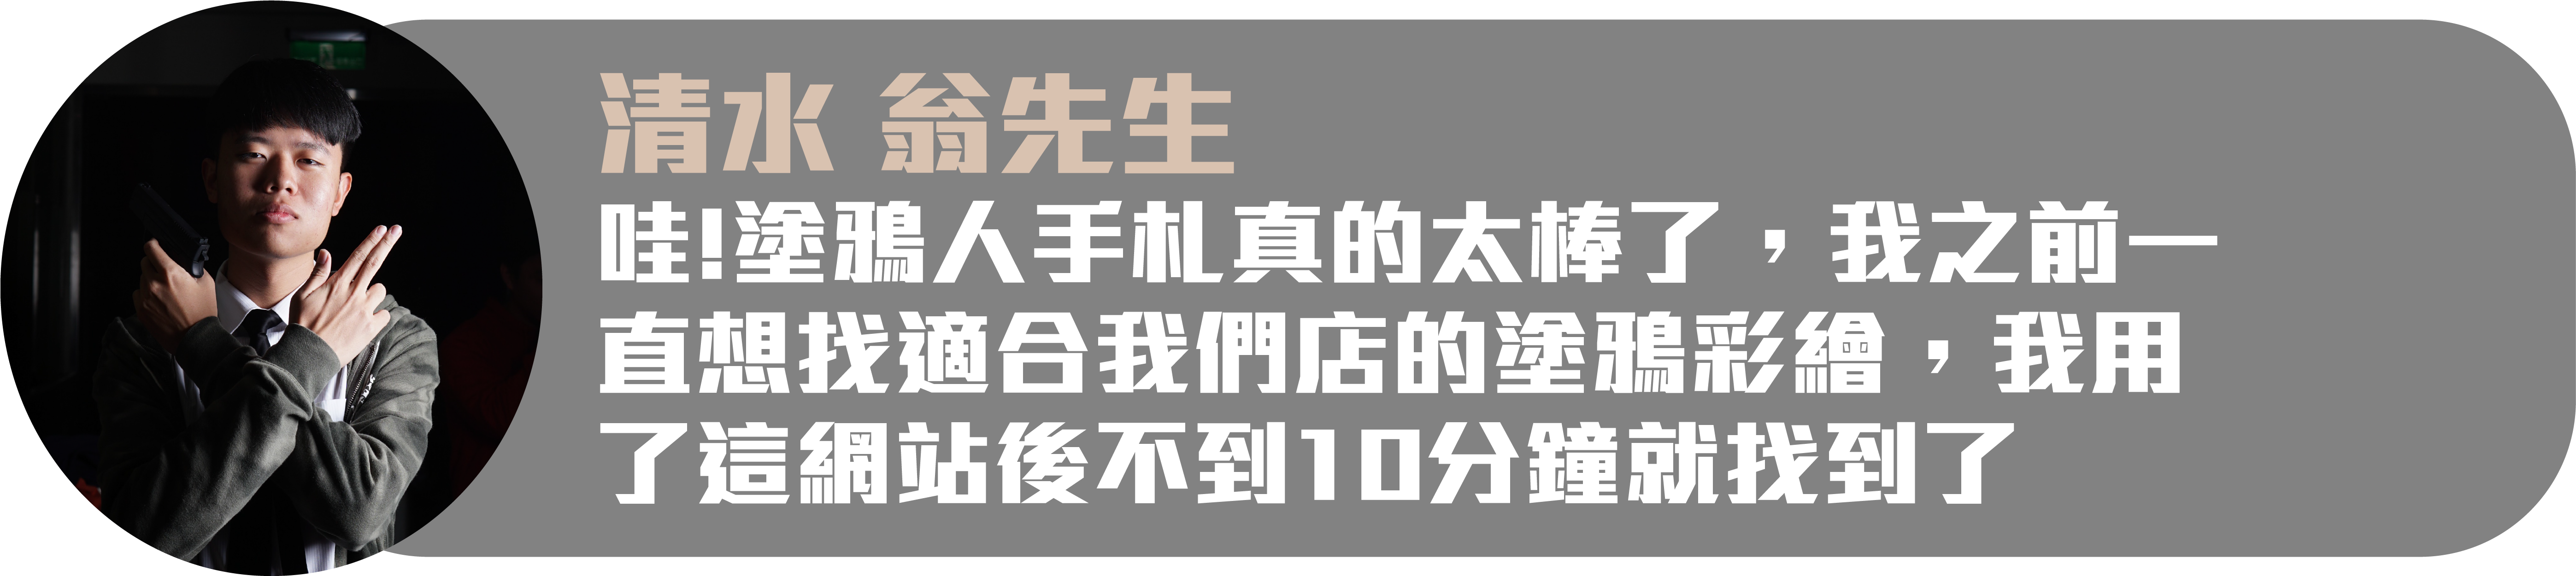 清水 翁先生
哇!塗鴉人手札真的太棒了，我之前一
直想找適合我們店的塗鴉彩繪，我用
了這網站後不到10分鐘就找到了